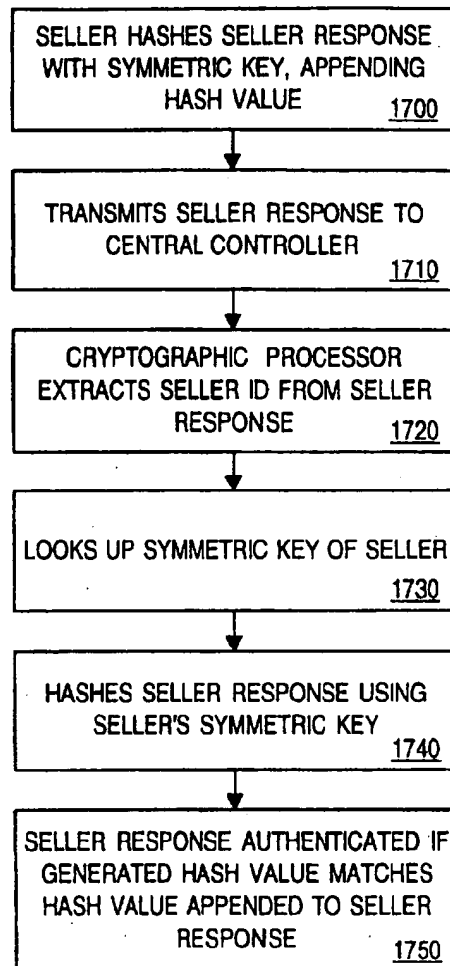 SELLER HASHES SELLER RESPONSE
WITH SYMMETRIC KEY, APPENDING
HASH VALUE
1700
TRANSMITS SELLER RESPONSE TO
CENTRAL CONTROLLER
1710
CRYPTOGRAPHIC PROCESSOR
EXTRACTS SELLER ID FROM SELLER
RESPONSE
1720
LOOKS UP SYMMETRIC KEY OF SELLER
1730
HASHES SELLER RESPONSE USING
SELLER'S SYMMETRIC KEY
1740
SELLER RESPONSE AUTHENTICATED IF
GENERATED HASH VALUE MATCHES
HASH VALUE APPENDED TO SELLER
RESPONSE
1750